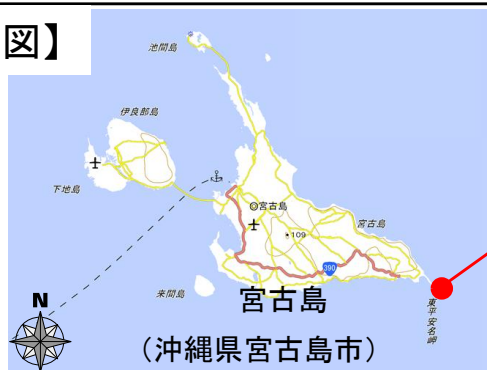 図】
池間島
伊良部島
下地島
宮古島
109
宮古島
390
来間島
東平安名岬
N
宮古島
(沖縄県宮古島市)